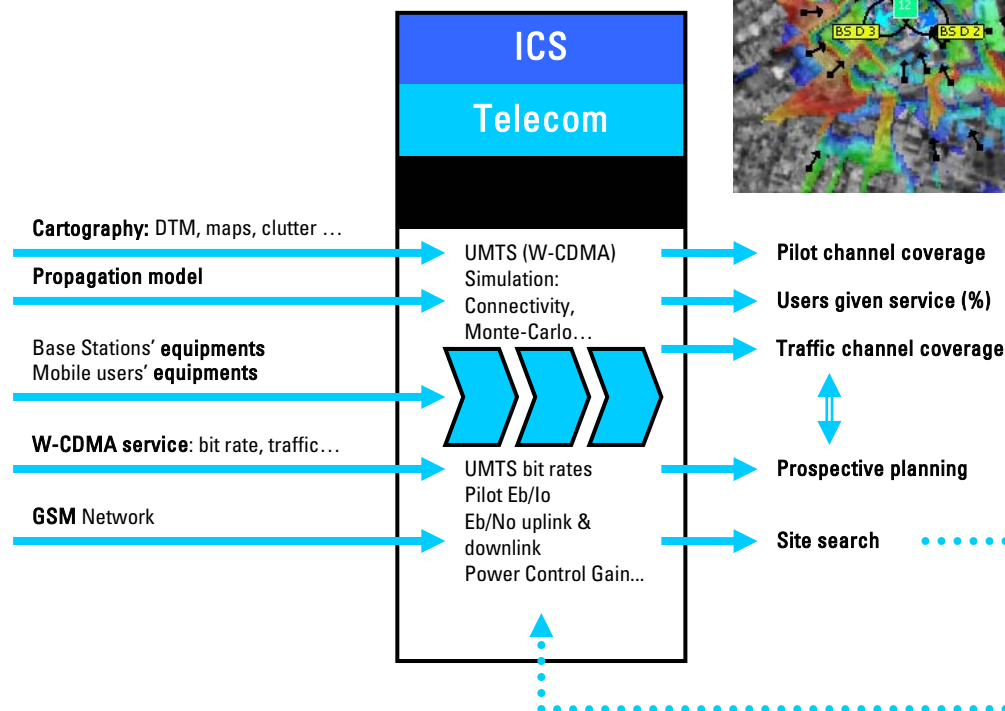 ICS
Telecom
12
BS D 3
BS D 2
Cartography: DTM, maps, clutter …
Propagation model
Base Stations' equipments
Mobile users' equipments
W-CDMA service: bit rate, traffic…
GSM Network
UMTS (W-CDMA)
Simulation:
Connectivity,
Monte-Carlo…
UMTS bit rates
Pilot Eb/Io
Eb/No uplink &
downlink
Power Control Gain...
Pilot channel coverage
Users given service (%)
Traffic channel coverage
Prospective planning
Site search